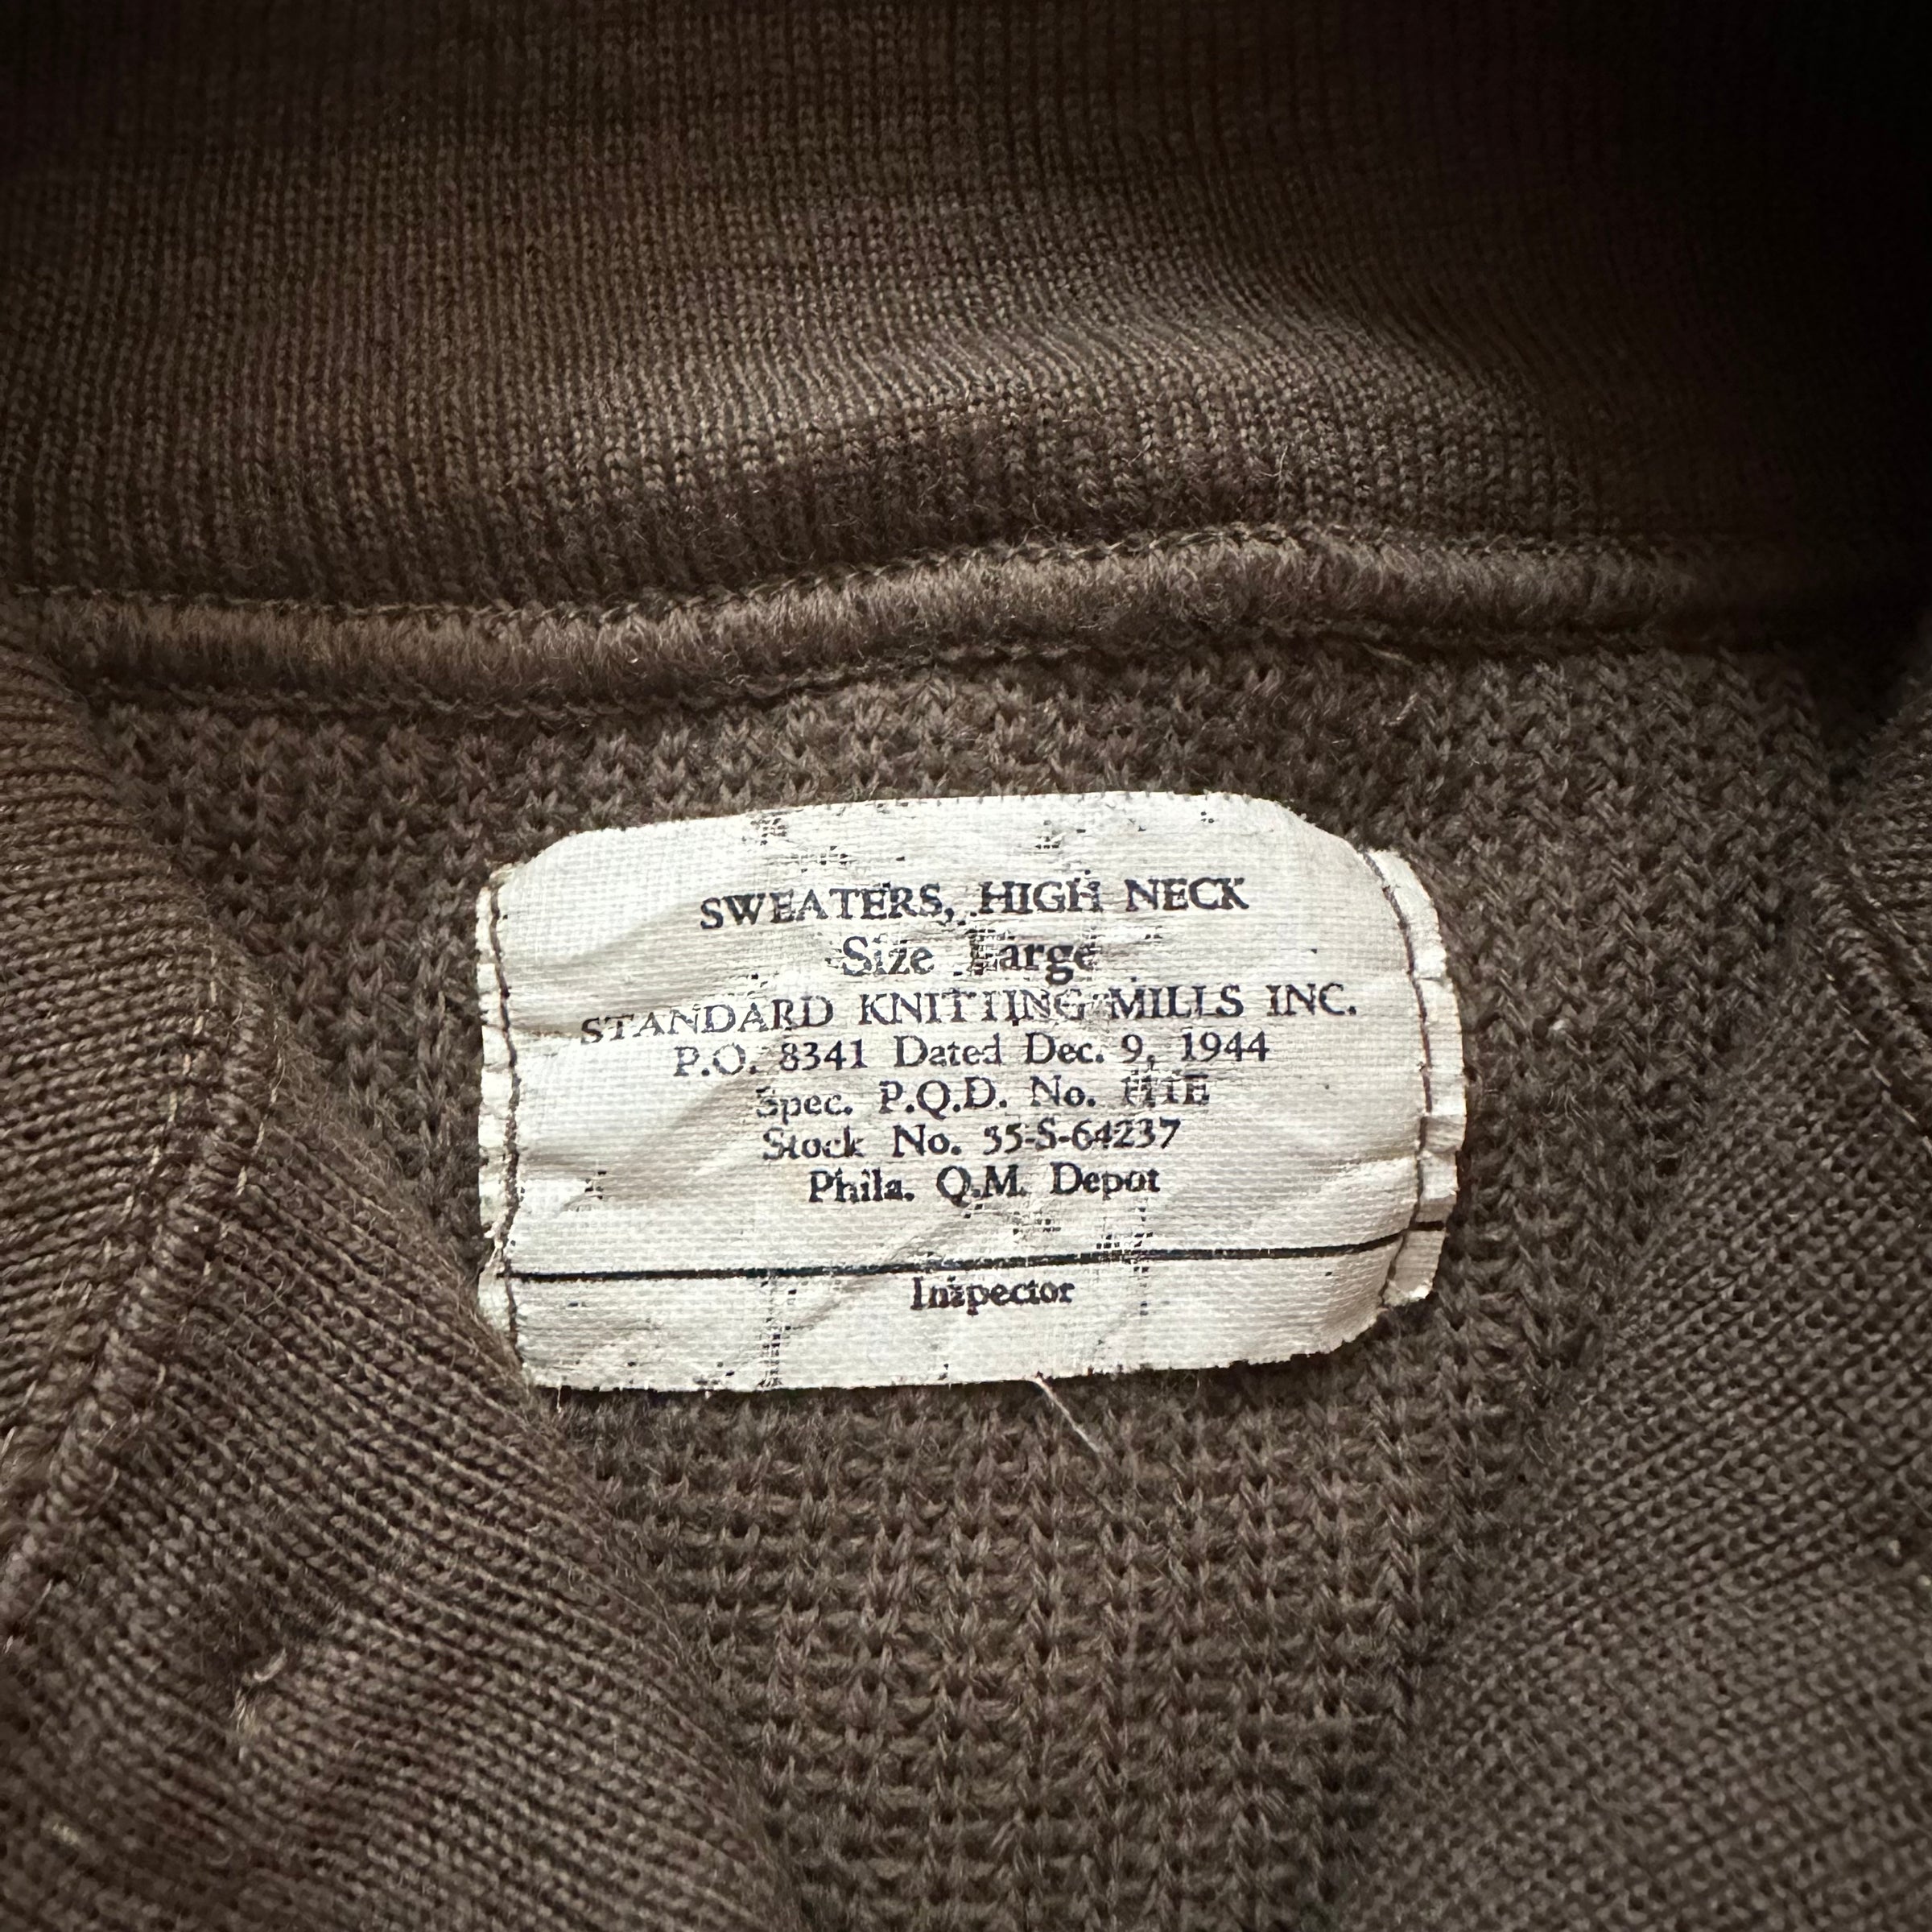 SWEATERS, HIGH NECK
Size Large
STANDARD KNITTING MILLS INC.
P.O. 8341 Dated Dec. 9, 1944
Spec. P.Q.D. No.
Stock No. 55-S-64237
Phila. Q.M. Depot
Inspector